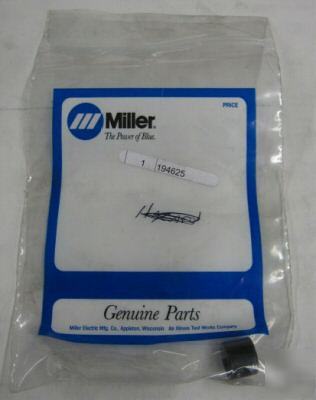 PRICE
Miller®
The Power of Blue.
1 194625
Genuine Parts
Miller Electric Mfg. Co., Appleton, Wisconsin An Illinois Tool Works Company